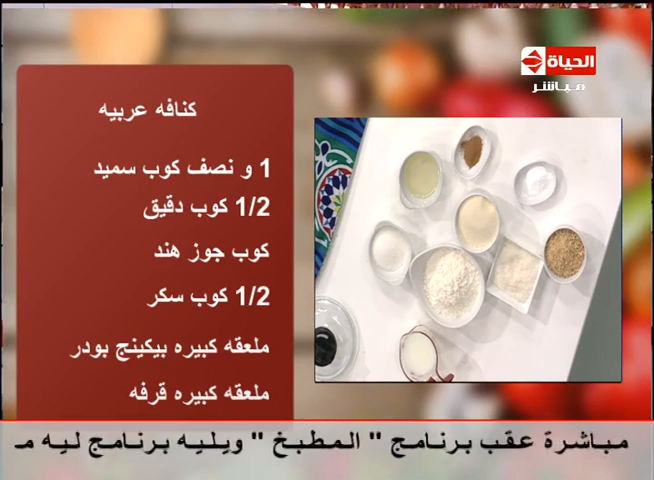 الحياة
مباشر
كنافه عربيه
1 و نصف كوب سميد
1/2 كوب دقيق
كوب جوز هند
1/2 كوب سكر
ملعقه كبيره بيكينج بودر
ملعقه كبيره قرفه
مباشرة عقب برنامج " المطبخ " ويليه برنامج ليه مـ